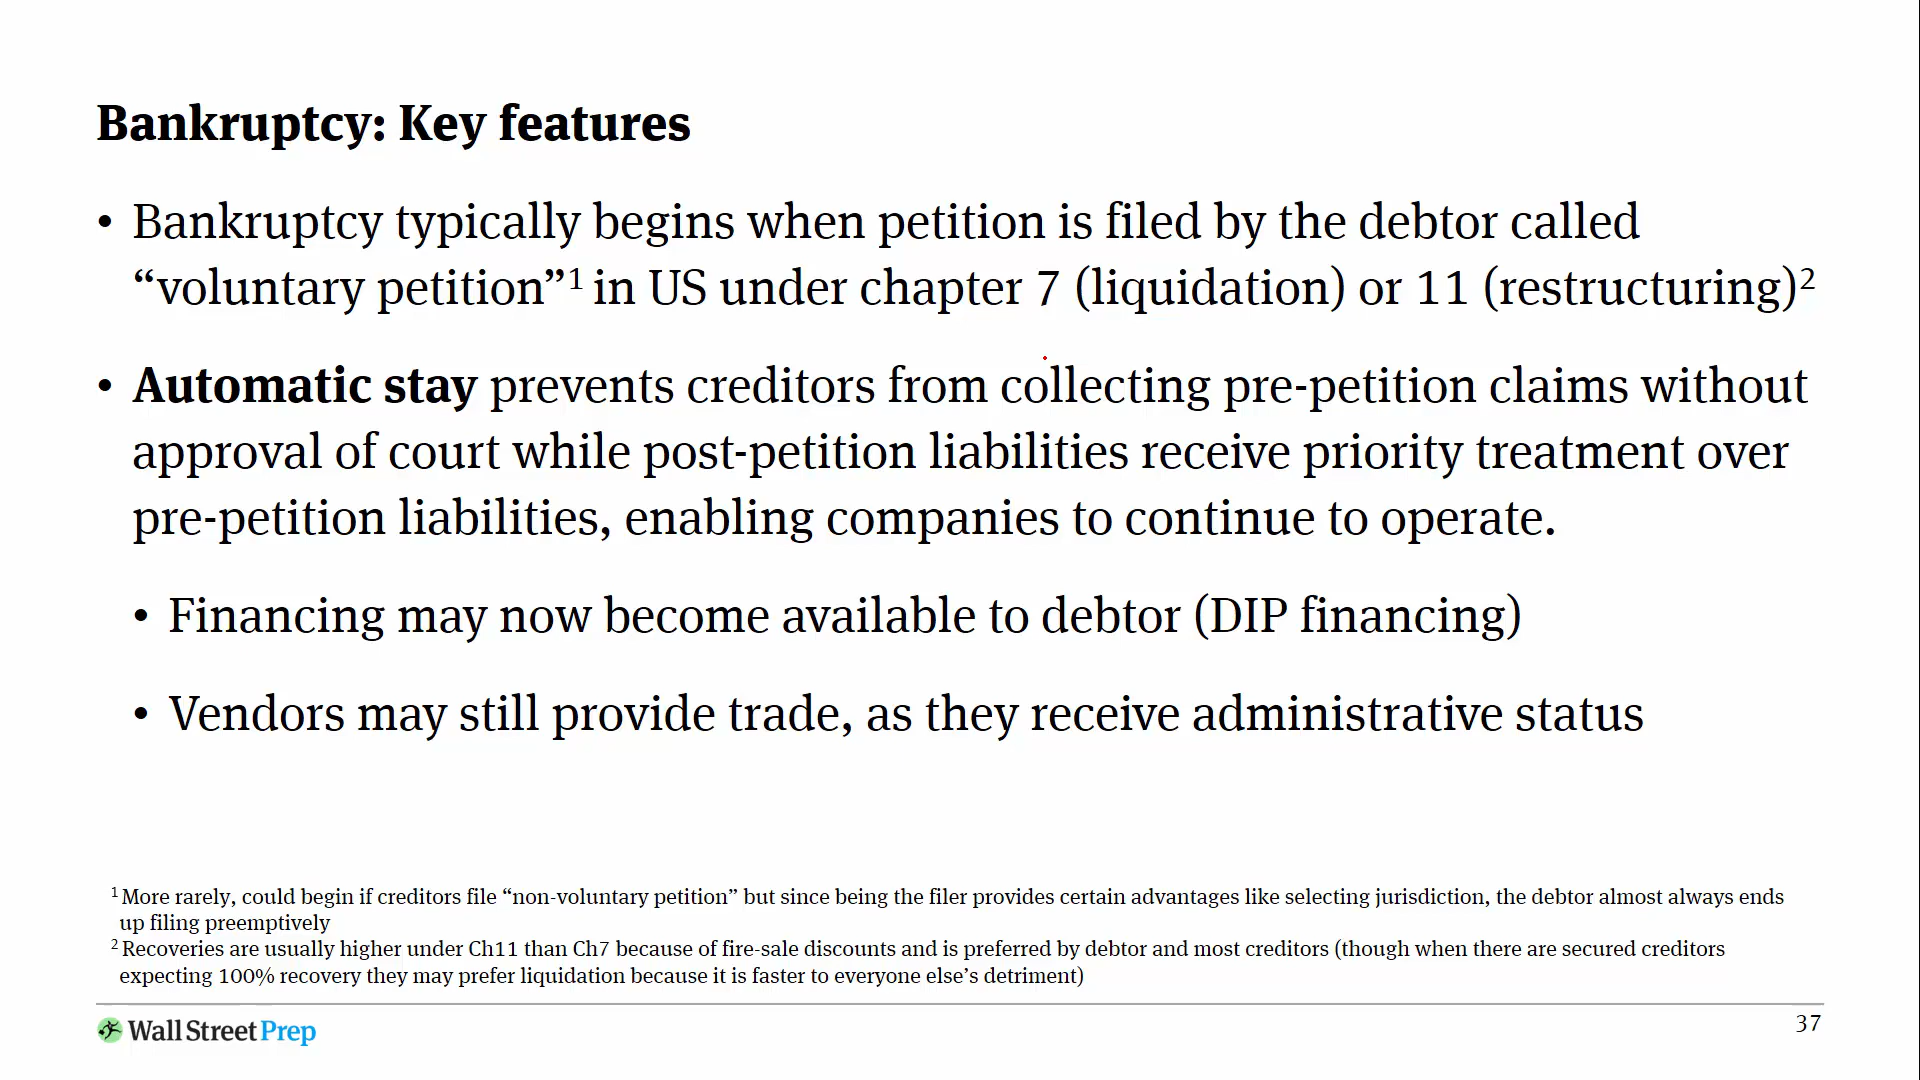 Bankruptcy: Key features
• Bankruptcy typically begins when petition is filed by the debtor called
“voluntary petition”¹ in US under chapter 7 (liquidation) or 11 (restructuring)²
• Automatic stay prevents creditors from collecting pre-petition claims without
approval of court while post-petition liabilities receive priority treatment over
pre-petition liabilities, enabling companies to continue to operate.
• Financing may now become available to debtor (DIP financing)
• Vendors may still provide trade, as they receive administrative status
¹ More rarely, could begin if creditors file “non-voluntary petition” but since being the filer provides certain advantages like selecting jurisdiction, the debtor almost always ends
up filing preemptively
² Recoveries are usually higher under Ch11 than Ch7 because of fire-sale discounts and is preferred by debtor and most creditors (though when there are secured creditors
expecting 100% recovery they may prefer liquidation because it is faster to everyone else’s detriment)
Wall Street Prep
37